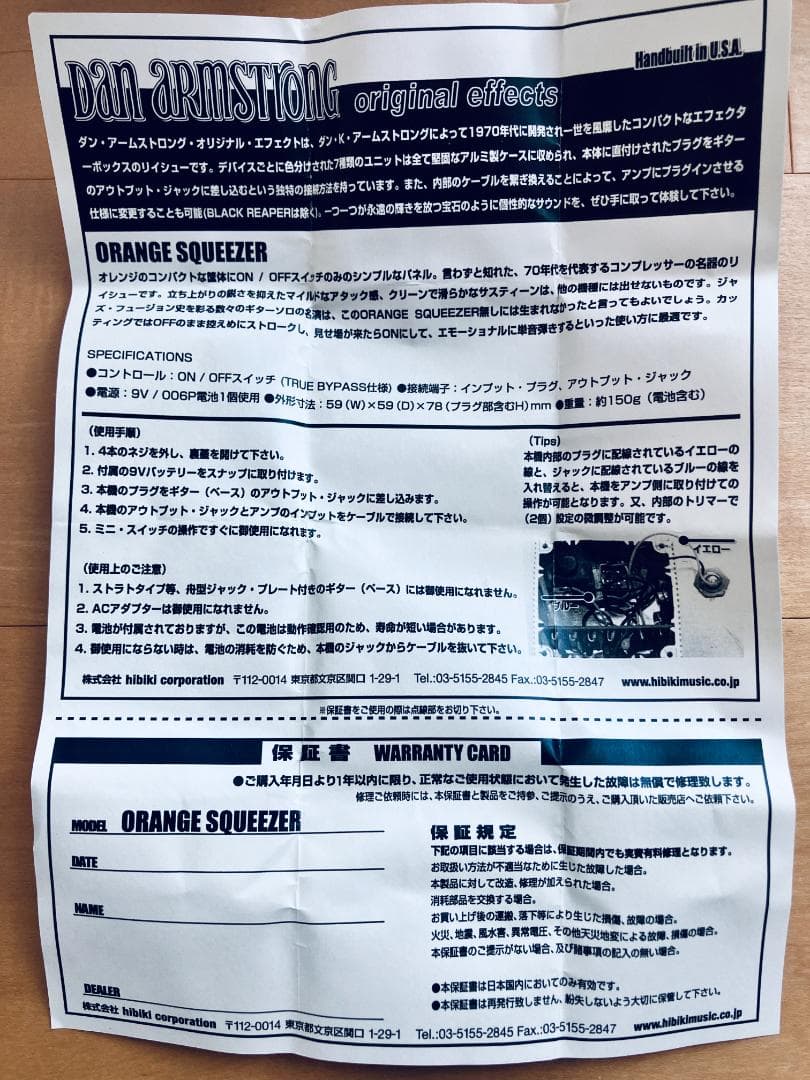 Dan Armstrong original effects
Handbuilt in U.S.A.
ダン・アームストロング・オリジナル・エフェクトは、ダン・K・アームストロングによって1970年代に開発され一世を風靡したコンパクトなエフェクタ
ーボックスのリイシューです。デバイスごとに色分けされた7種類のユニットは全て堅固なアルミ製ケースに収められ、本体に直付けされたプラグをギター
のアウトプット・ジャックに差し込むという独特の接続方法を持っています。また、内部のケーブルを繋ぎ換えることによって、アンプにプラグインさせる
仕様に変更することも可能(BLACK REAPERは除く)。一つ一つが永遠の輝きを放つ宝石のように個性的なサウンドを、ぜひ手に取って体験して下さい。
ORANGE SQUEEZER
オレンジのコンパクトな筐体にON / OFFスイッチのみのシンプルなパネル。言わずと知れた、70年代を代表するコンプレッサーの名器のリ
イシューです。立ち上がりの鋭さを抑えたマイルドなアタック感、クリーンで滑らかなサスティーンは、他の機種には出せないものです。ジャ
ズ・フュージョン史を彩る数々のギターソロの名演は、このORANGE SQUEEZER無しには生まれなかったと言ってもよいでしょう。カッ
ティングではOFFのまま控えめにストロークし、見せ場が来たらONにして、エモーショナルに単音弾きするといった使い方に最適です。
SPECIFICATIONS
●コントロール：ON / OFFスイッチ (TRUE BYPASS仕様) ●接続端子：インプット・プラグ、アウトプット・ジャック
●電源：9V / 006P電池1個使用 ●外形寸法：59 (W)×59 (D)×78 (プラグ部含むH) mm ●重量：約150g（電池含む）
（使用手順）
1. 4本のネジを外し、裏蓋を開けて下さい。
2. 付属の9Vバッテリーをスナップに取り付けます。
3. 本機のプラグをギター（ベース）のアウトプット・ジャックに差し込みます。
4. 本機のアウトプット・ジャックとアンプのインプットをケーブルで接続して下さい。
5. ミニ・スイッチの操作ですぐに御使用になれます。
（Tips）
本機内部のプラグに配線されているイエローの
線と、ジャックに配線されているブルーの線を
入れ替えると、本機をアンプ側に取り付けての
操作が可能となります。又、内部のトリマーで
(2個) 設定の微調整が可能です。
イエロー
ブルー
（使用上のご注意）
1. ストラトタイプ等、舟型ジャック・プレート付きのギター（ベース）には御使用になれません。
2. ACアダプターは御使用になれません。
3. 電池が付属されておりますが、この電池は動作確認用のため、寿命が短い場合があります。
4. 御使用にならない時は、電池の消耗を防ぐため、本機のジャックからケーブルを抜いて下さい。
株式会社 hibiki corporation 〒112-0014 東京都文京区関口 1-29-1 Tel.:03-5155-2845 Fax.:03-5155-2847 www.hibikimusic.co.jp
※保証書をご使用の際は点線部をお切り下さい。
保証書 WARRANTY CARD
●ご購入年月日より1年以内に限り、正常なご使用状態において発生した故障は無償で修理致します。
修理ご依頼時には、本保証書と製品をご持参、ご提示のうえ、ご購入頂いた販売店へご依頼下さい。
MODEL ORANGE SQUEEZER
DATE
NAME
DEALER
保証規定
下記の項目に該当する場合は、保証期間内でも実費有料修理となります。
お取扱い方法が不適当なために生じた故障した場合。
本製品に対して改造、修理が加えられた場合。
消耗部品を交換する場合。
お買い上げ後の運搬、落下等により生じた損傷、故障の場合。
火災、地震、風水害、異常電圧、その他天災地変による故障、損傷の場合。
本保証書のご提示がない場合、及び諸事項の記入の無い場合。
●本保証書は日本国内においてのみ有効です。
●本保証書は再発行致しません、紛失しないよう大切に保管して下さい。
株式会社 hibiki corporation 〒112-0014 東京都文京区関口 1-29-1 Tel.:03-5155-2845 Fax.:03-5155-2847 www.hibikimusic.co.jp